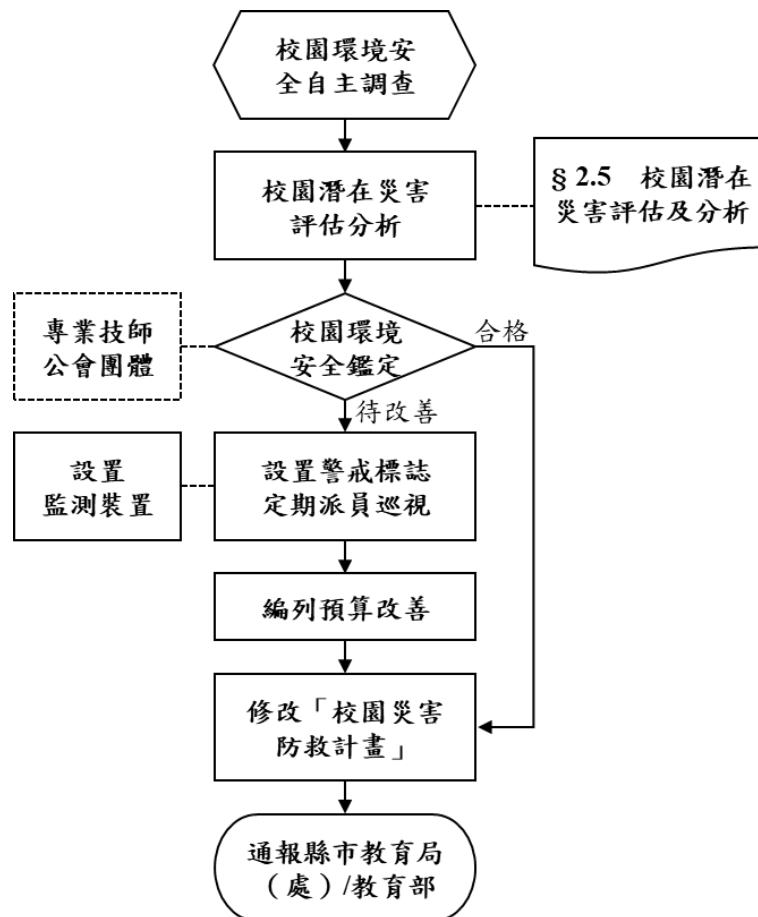 校園環境安
全自主調查
校園潛在災害
評估分析
§ 2.5 校園潛在
災害評估及分析
專業技師
公會團體
校園環境
安全鑑定
合格
待改善
設置
監測裝置
設置警戒標誌
定期派員巡視
編列預算改善
修改「校園災害
防救計畫」
通報縣市教育局
（處）/教育部